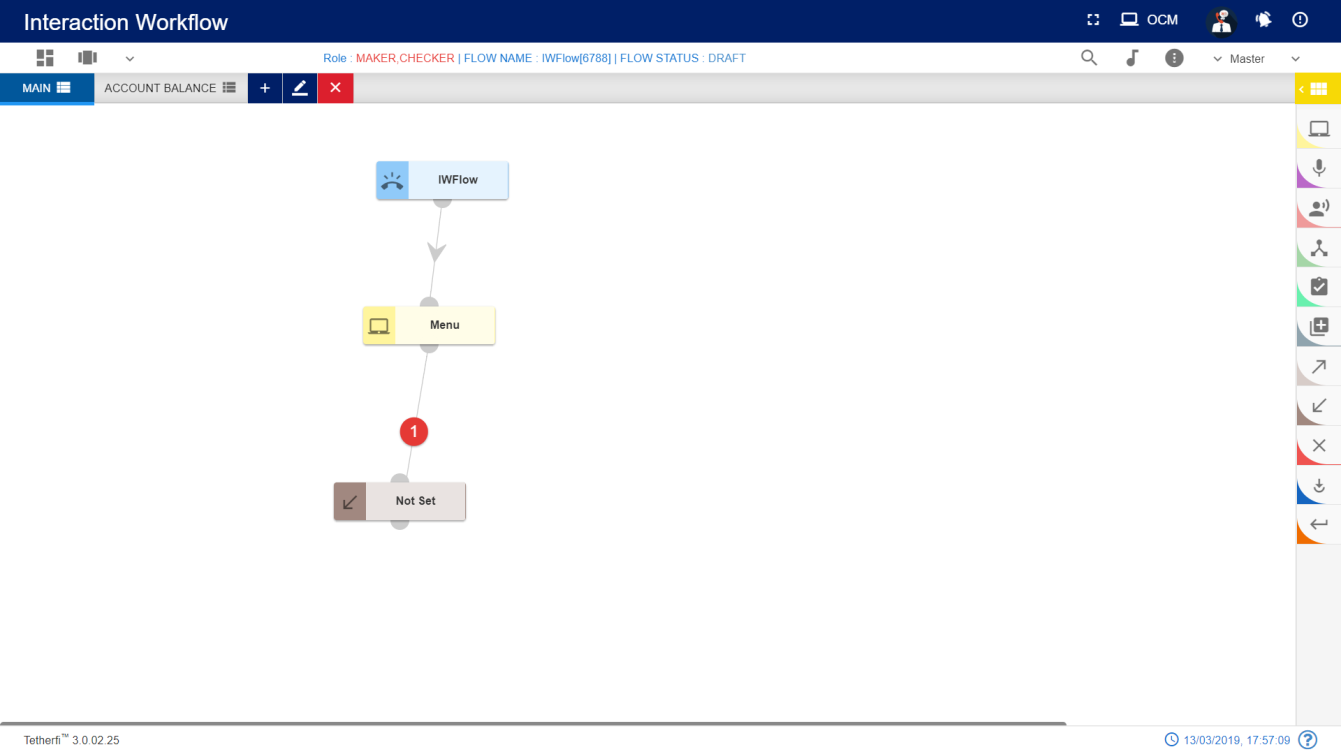 Interaction Workflow
OCM
Role : MAKER,CHECKER | FLOW NAME : IWFlow[6788] | FLOW STATUS : DRAFT
Master
MAIN
ACCOUNT BALANCE
+
IWFlow
Menu
1
Not Set
Tetherfi™ 3.0.02.25
13/03/2019, 17:57:09
?